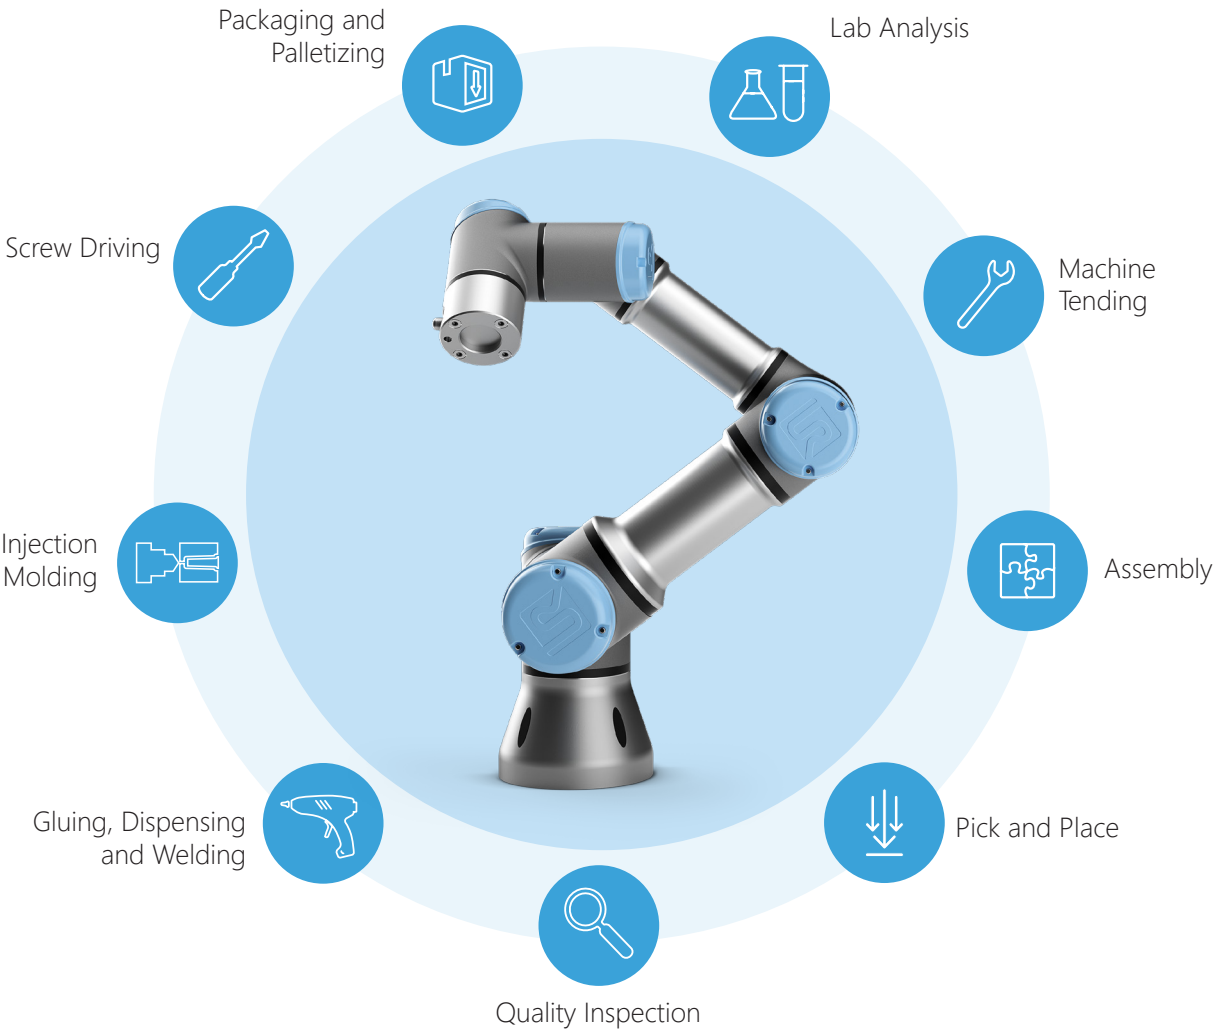 Packaging and
Palletizing
Lab Analysis
Screw Driving
Machine
Tending
Injection
Molding
Assembly
Gluing, Dispensing
and Welding
Pick and Place
Quality Inspection